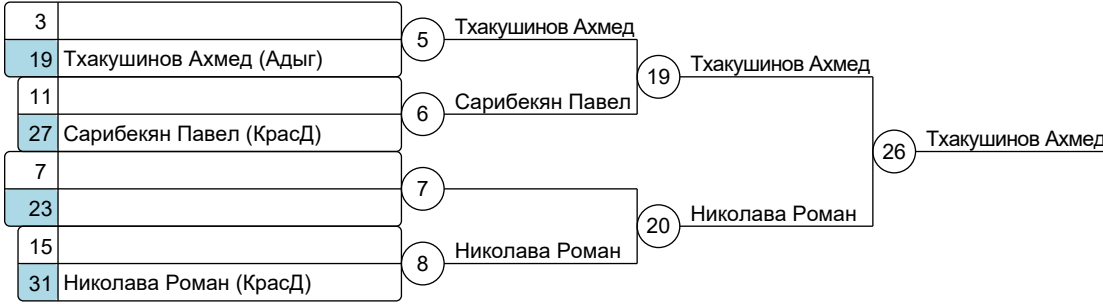 3
19 Тхакушинов Ахмед (Адыг)
11
27 Сарибекян Павел (КрасД)
7
23
15
31 Николава Роман (КрасД)
5
Тхакушинов Ахмед
6
Сарибекян Павел
7
8
Николава Роман
19
Тхакушинов Ахмед
20
Николава Роман
26
Тхакушинов Ахмед